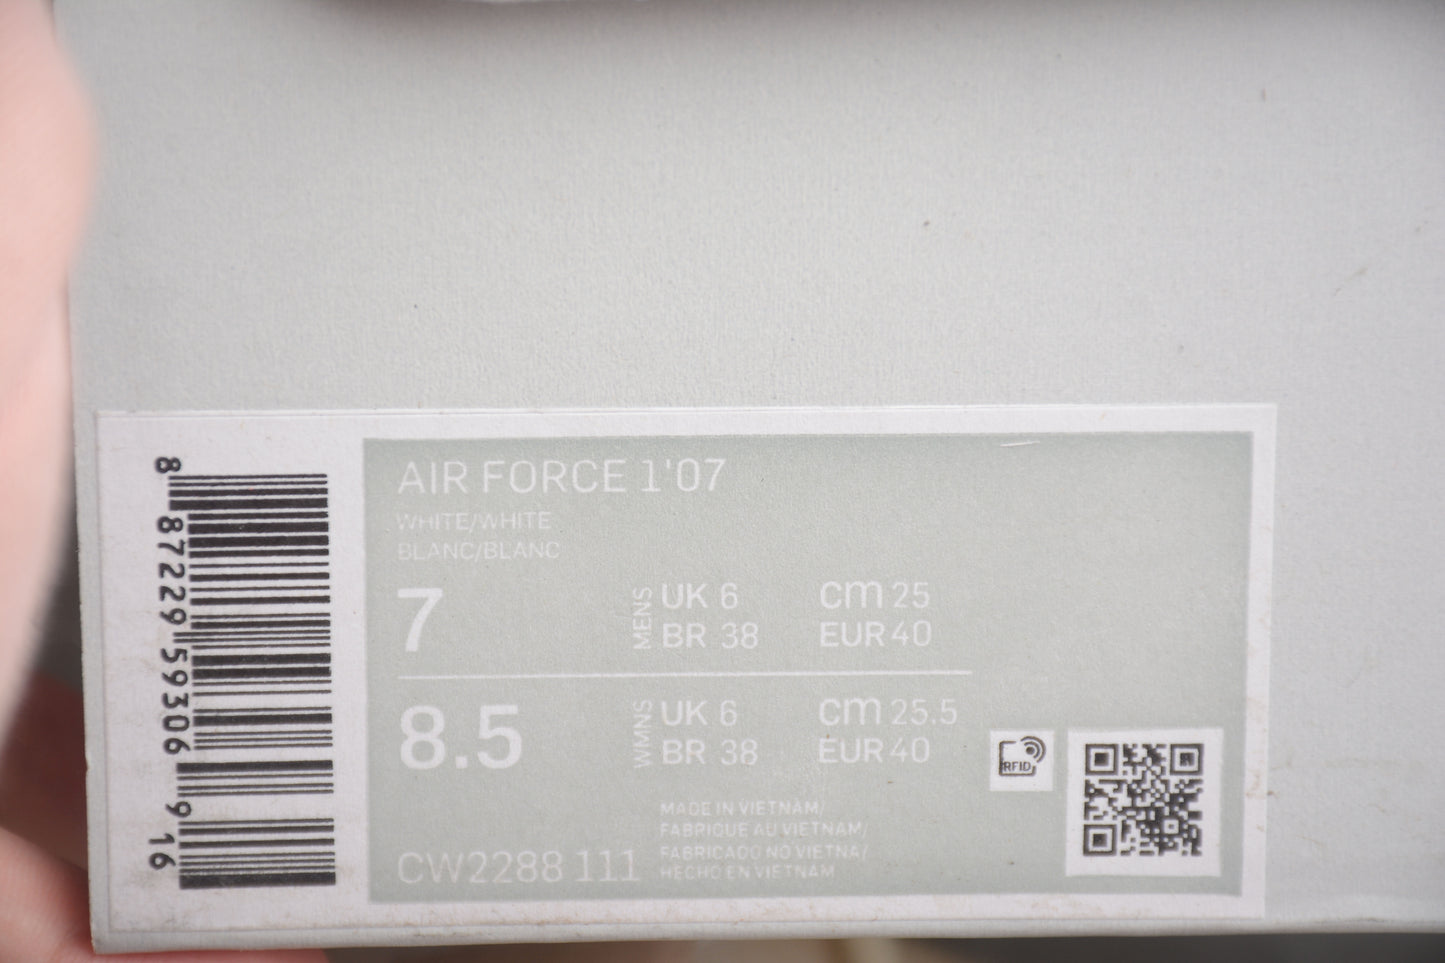 8 87229 59306 9 16
AIR FORCE 1'07
WHITE/WHITE
BLANC/BLANC
7
MENS
UK 6 cm 25
BR 38 EUR 40
8.5
WMNS
UK 6 cm 25.5
BR 38 EUR 40
RFID
MADE IN VIETNAM/
FABRIQUE AU VIETNAM/
FABRICADO NO VIETNA/
HECHO EN VIETNAM
CW2288 111